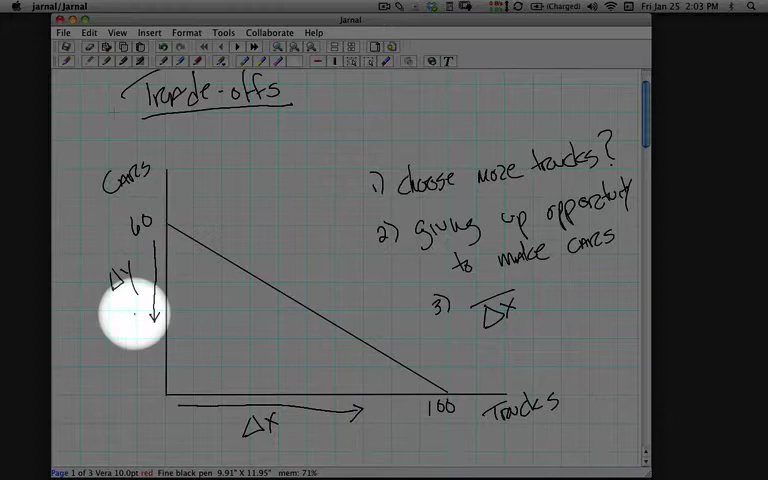 jarnal/Jarnal
(iCharged)
Fri Jan 25 2:03 PM
Jarnal
File Edit View Insert Format Tools Collaborate Help
T
Trade-offs
CARS
60
ΔY
1) choose more trucks?
2) giving up opportunity
to make cars
3) ΔX
100
Trucks
ΔX
Page 1 of 3 Vera 10.0pt red Fine black pen 9.91" X 11.95" mem: 71%